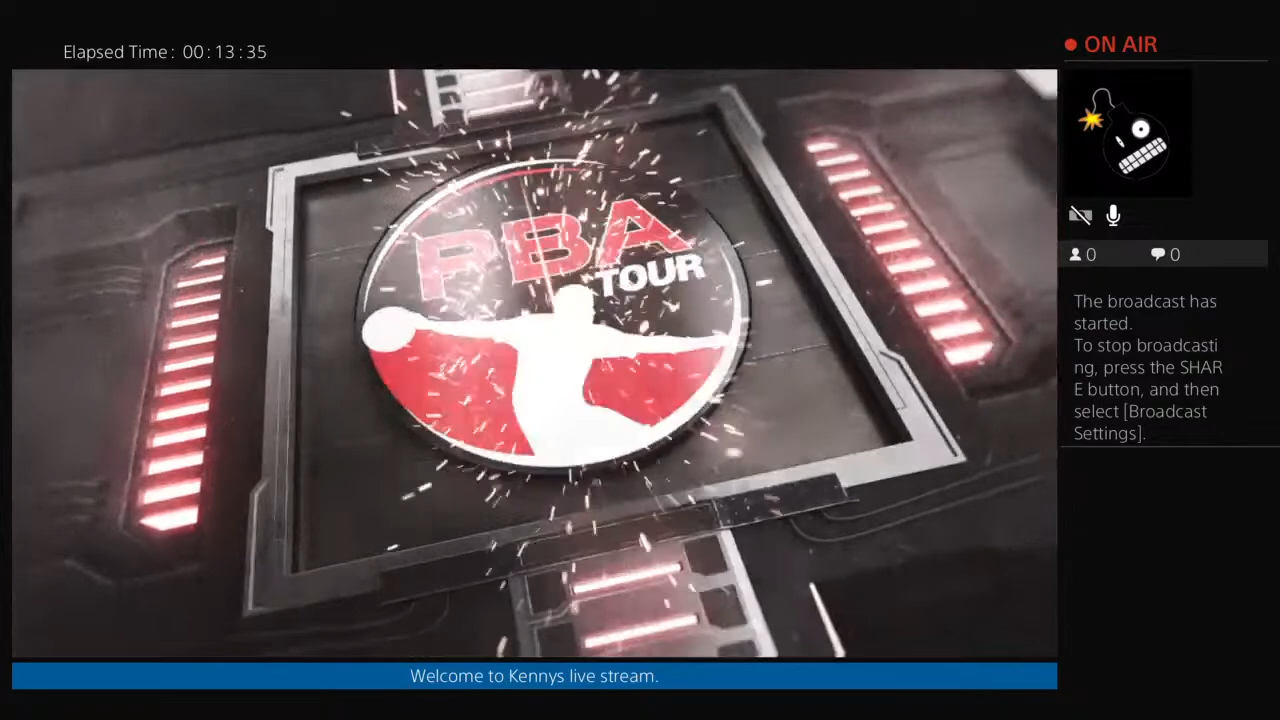 Elapsed Time: 00:13:35
ON AIR
PBA
TOUR
0
0
The broadcast has
started.
To stop broadcasti
ng, press the SHAR
E button, and then
select [Broadcast
Settings].
Welcome to Kennys live stream.